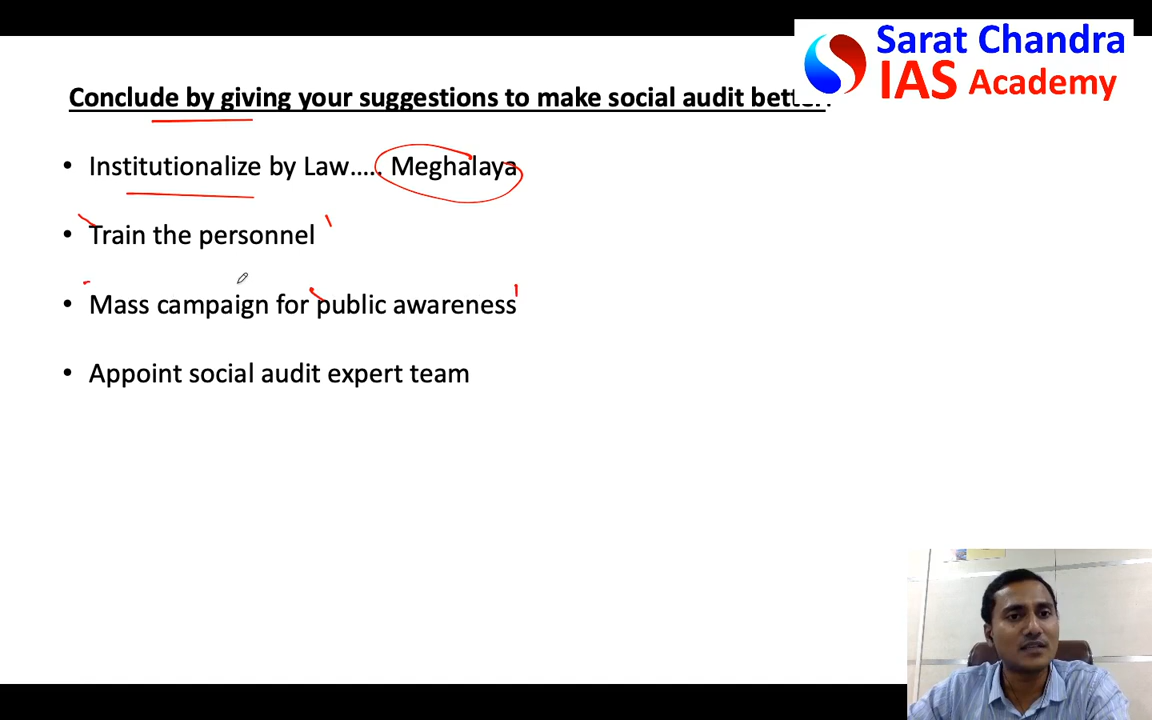 Sarat Chandra
IAS Academy
Conclude by giving your suggestions to make social audit better.
• Institutionalize by Law..... Meghalaya
• Train the personnel
• Mass campaign for public awareness
• Appoint social audit expert team